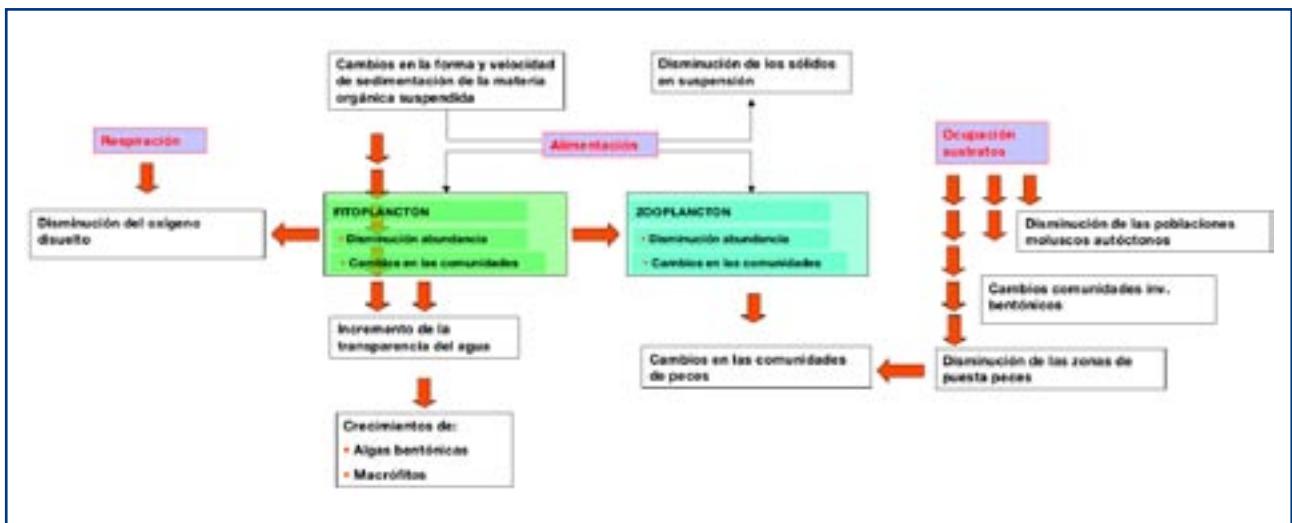 Cambios en la forma y velocidad
de sedimentación de la materia
orgánica suspendida
Disminución de los sólidos
en suspensión
Respiración
Alimentación
Ocupación
sustratos
Disminución del oxígeno
disuelto
FITOPLANCTON
• Disminución abundancia
• Cambios en las comunidades
ZOOPLANCTON
• Disminución abundancia
• Cambios en las comunidades
Disminución de las poblaciones
moluscos autóctonos
Cambios comunidades inv.
bentónicos
Incremento de la
transparencia del agua
Cambios en las comunidades
de peces
Disminución de las zonas de
puesta peces
Crecimientos de:
• Algas bentónicas
• Macrófitos